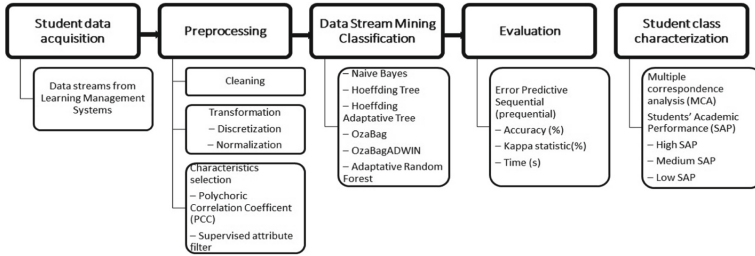 Student data
acquisition
Data streams from
Learning Management
Systems
Preprocessing
Cleaning
Transformation
– Discretization
– Normalization
Characteristics
selection
– Polychoric
Correlation Coefficent
(PCC)
– Supervised attribute
filter
Data Stream Mining
Classification
– Naive Bayes
– Hoeffding Tree
– Hoeffding
Adaptative Tree
– OzaBag
– OzaBagADWIN
– Adaptative Random
Forest
Evaluation
Error Predictive
Sequential
(prequential)
– Accuracy (%)
– Kappa statistic(%)
– Time (s)
Student class
characterization
Multiple
correspondence
analysis (MCA)
Students' Academic
Performance (SAP)
– High SAP
– Medium SAP
– Low SAP